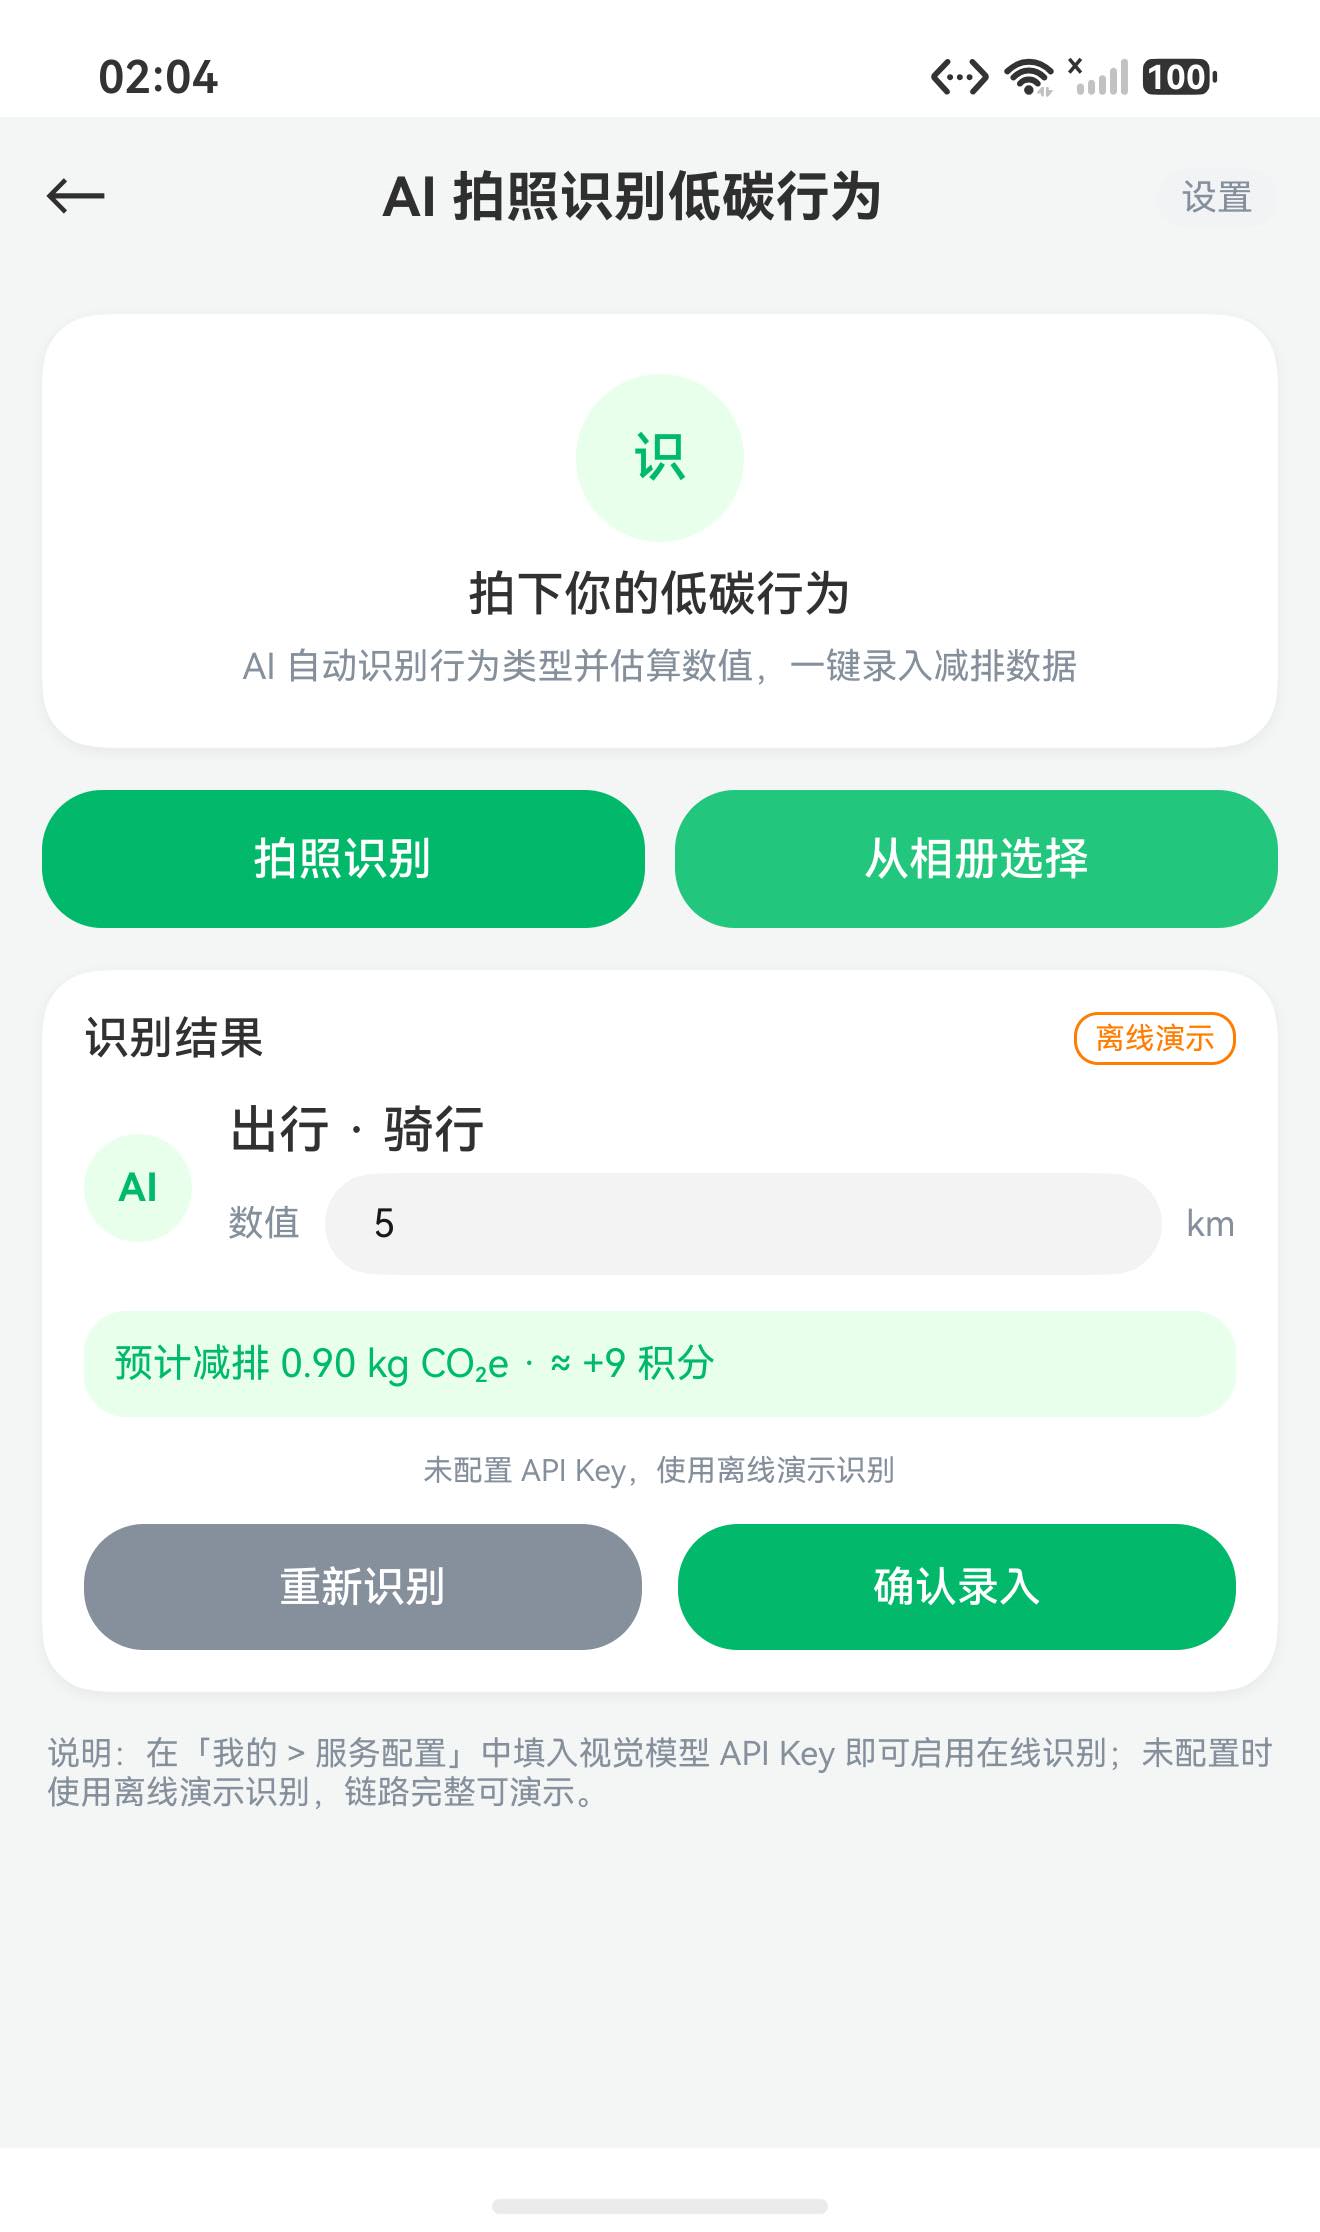 02:04
100
AI 拍照识别低碳行为
设置
识
拍下你的低碳行为
AI 自动识别行为类型并估算数值，一键录入减排数据
拍照识别
从相册选择
识别结果
离线演示
AI
出行 · 骑行
数值
5
km
预计减排 0.90 kg CO₂e · ≈ +9 积分
未配置 API Key，使用离线演示识别
重新识别
确认录入
说明：在「我的 > 服务配置」中填入视觉模型 API Key 即可启用在线识别；未配置时
使用离线演示识别，链路完整可演示。